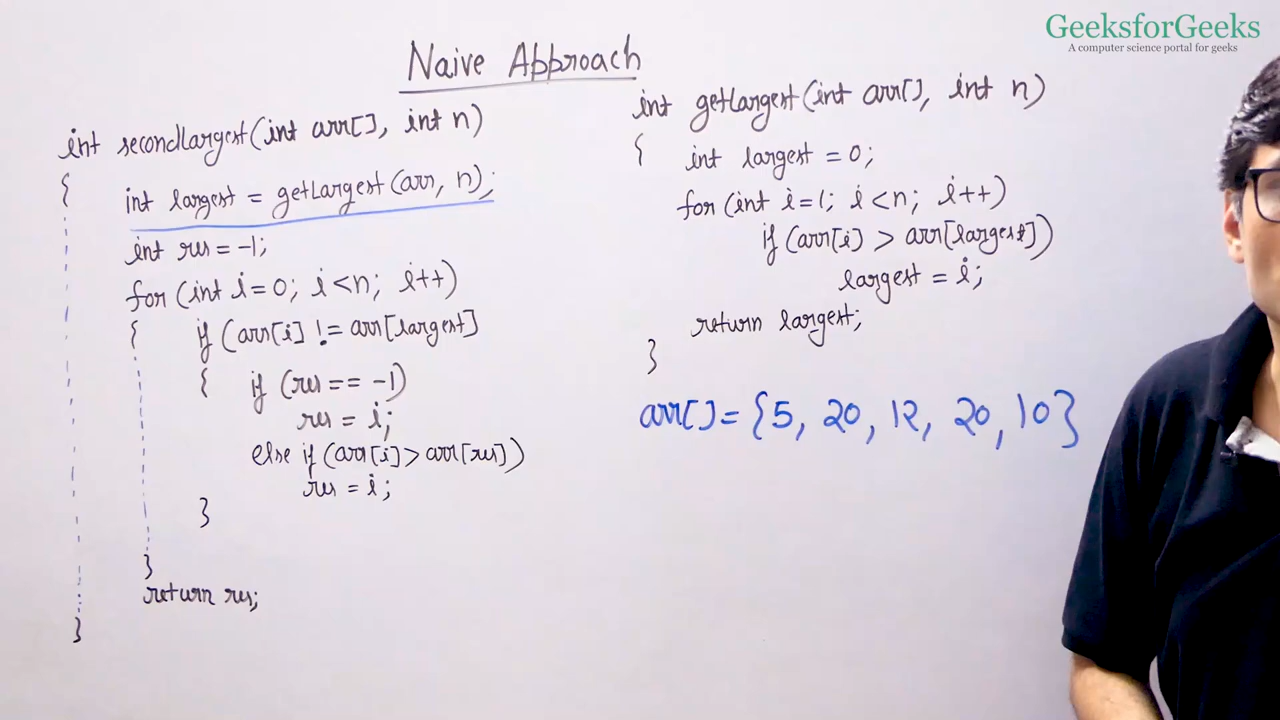 GeeksforGeeks
A computer science portal for geeks
Naive Approach
int secondLargest(int arr[], int n)
{
int largest = getLargest(arr, n);
int res = -1;
for (int i=0; i<n; i++)
{ if (arr[i] != arr[largest]
{ if (res == -1)
res = i;
else if (arr[i] > arr[res])
res = i;
}
}
return res;
}
int getLargest(int arr[], int n)
{ int largest = 0;
for (int i=1; i<n; i++)
if (arr[i] > arr[largest])
largest = i;
return largest;
}
arr[] = {5, 20, 12, 20, 10}